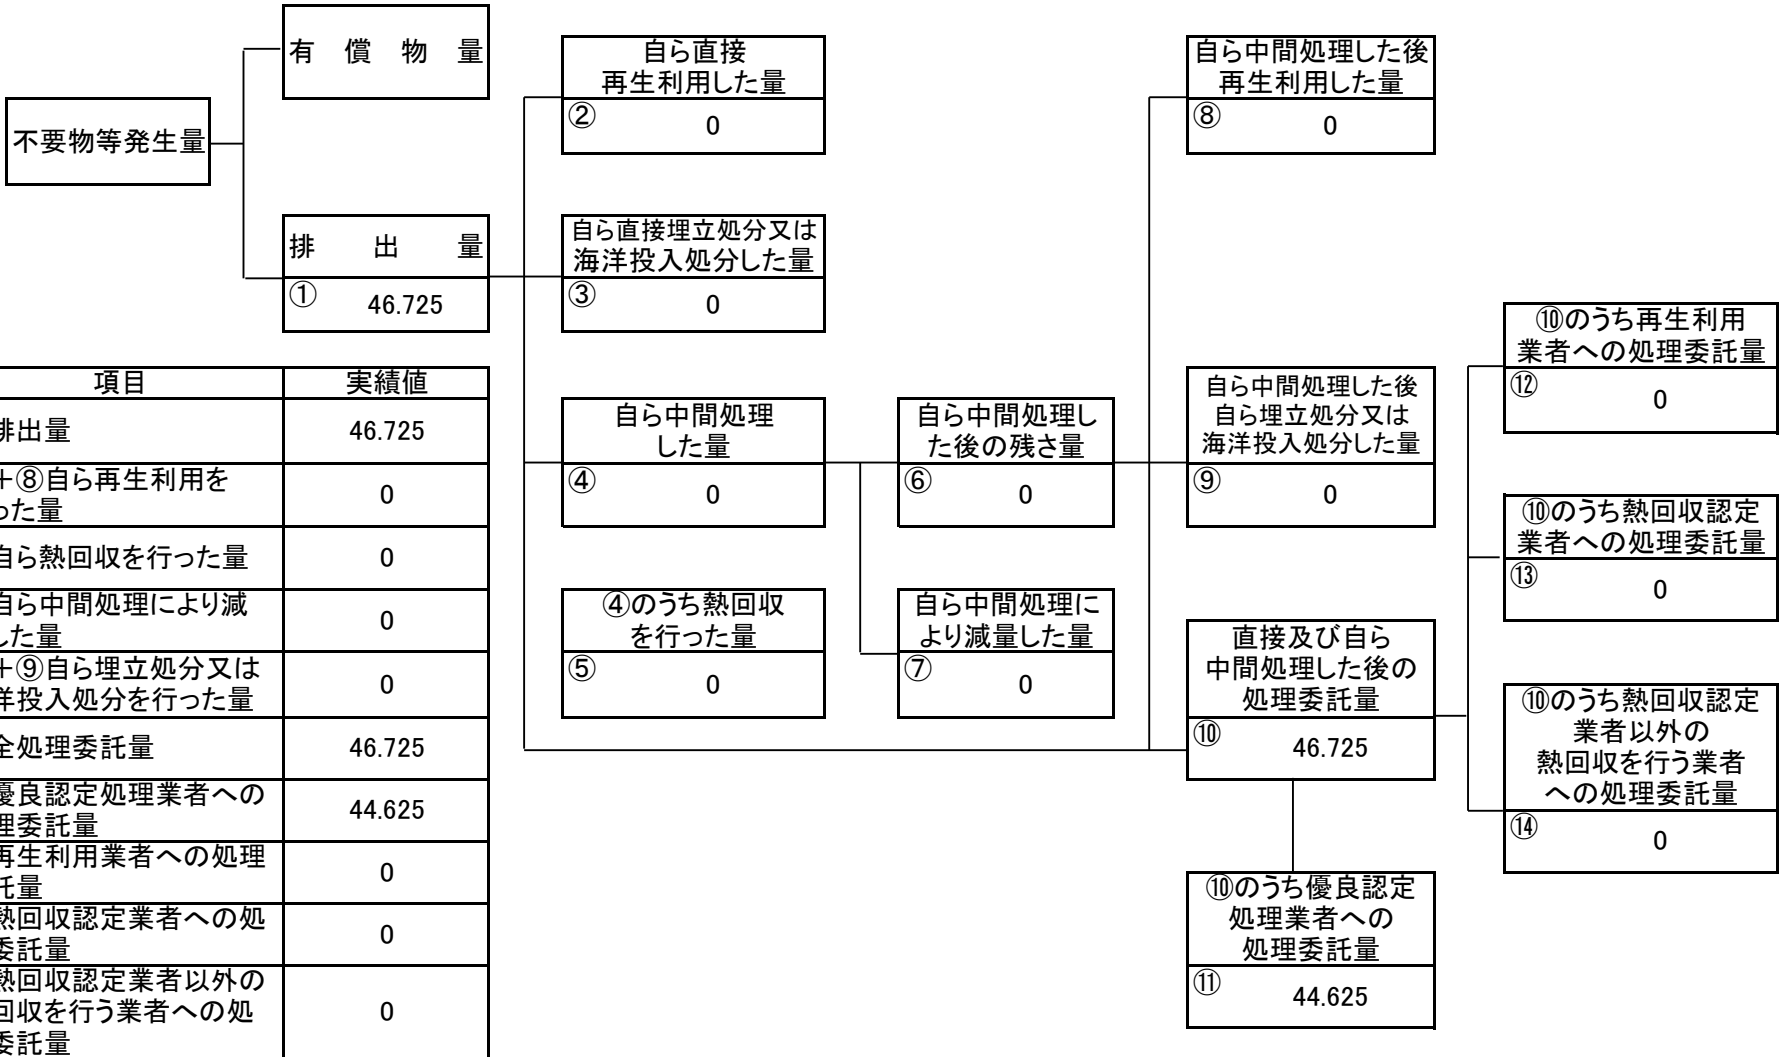 不要物等発生量
有償物量
排出量
① 46.725
自ら直接
再生利用した量
② 0
自ら直接埋立処分又は
海洋投入処分した量
③ 0
自ら中間処理
した量
④ 0
④のうち熱回収
を行った量
⑤ 0
自ら中間処理し
た後の残さ量
⑥ 0
自ら中間処理に
より減量した量
⑦ 0
自ら中間処理した後
再生利用した量
⑧ 0
自ら中間処理した後
自ら埋立処分又は
海洋投入処分した量
⑨ 0
直接及び自ら
中間処理した後の
処理委託量
⑩ 46.725
⑩のうち優良認定
処理業者への
処理委託量
⑪ 44.625
⑩のうち再生利用
業者への処理委託量
⑫ 0
⑩のうち熱回収認定
業者への処理委託量
⑬ 0
⑩のうち熱回収認定
業者以外の
熱回収を行う業者
への処理委託量
⑭ 0
項目 実績値
排出量 46.725
+⑧自ら再生利用を
った量 0
自ら熱回収を行った量 0
自ら中間処理により減
した量 0
+⑨自ら埋立処分又は
洋投入処分を行った量 0
全処理委託量 46.725
優良認定処理業者への
理委託量 44.625
再生利用業者への処理
託量 0
熱回収認定業者への処
委託量 0
熱回収認定業者以外の
回収を行う業者への処
委託量 0